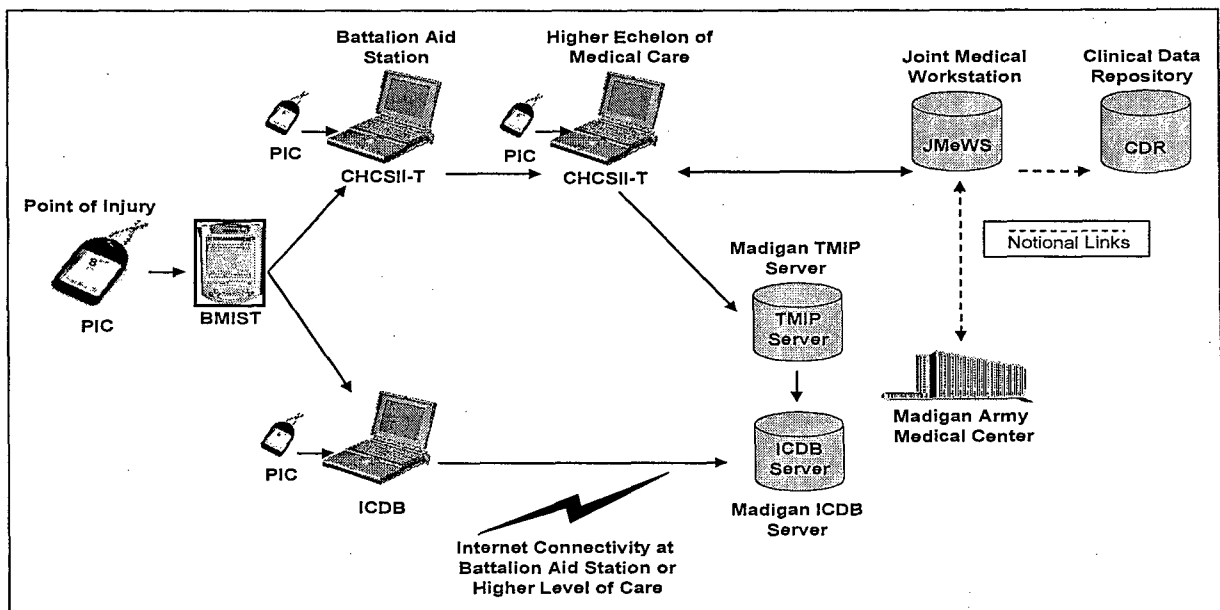 Battalion Aid
Station
Higher Echelon of
Medical Care
Joint Medical
Workstation
Clinical Data
Repository
PIC
CHCSII-T
PIC
CHCSII-T
JMeWS
CDR
Point of Injury
PIC
BMIST
Notional Links
Madigan TMIP
Server
TMIP
Server
Madigan Army
Medical Center
PIC
ICDB
ICDB
Server
Madigan ICDB
Server
Internet Connectivity at
Battalion Aid Station or
Higher Level of Care